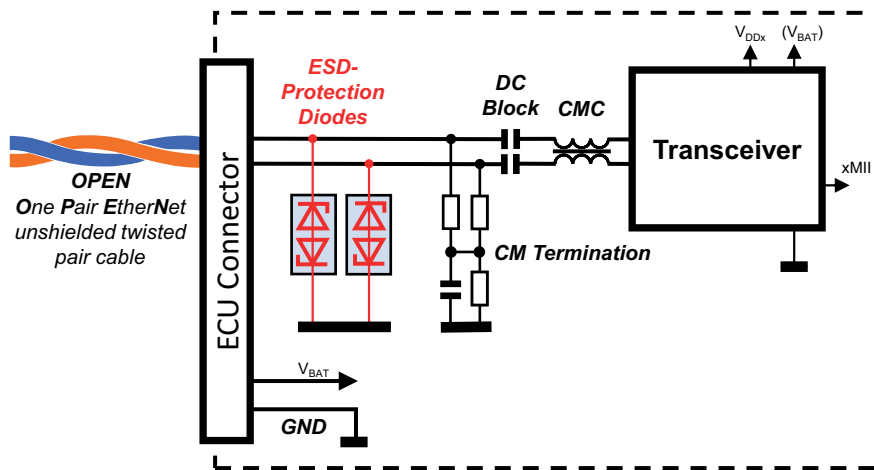 V_DDx (V_BAT)
ESD-
Protection
Diodes
DC
Block
CMC
Transceiver
xMII
OPEN
One Pair EtherNet
unshielded twisted
pair cable
ECU Connector
CM Termination
V_BAT
GND